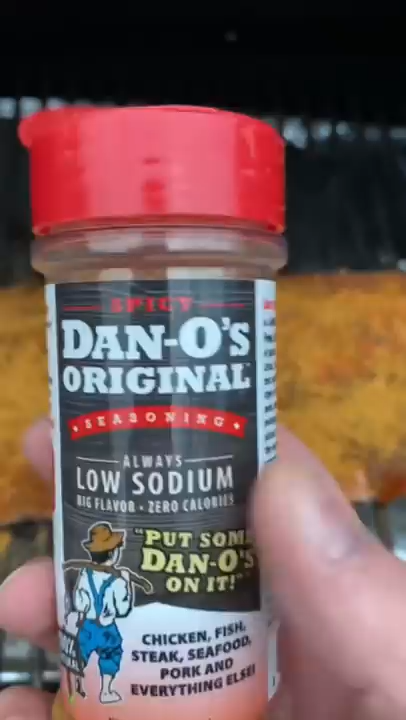 SPICY
DAN-O'S
ORIGINAL
SEASONING
ALWAYS
LOW SODIUM
BIG FLAVOR • ZERO CALORIES
"PUT SOME
DAN-O'S
ON IT!"
CHICKEN, FISH,
STEAK, SEAFOOD,
PORK AND
EVERYTHING ELSE!